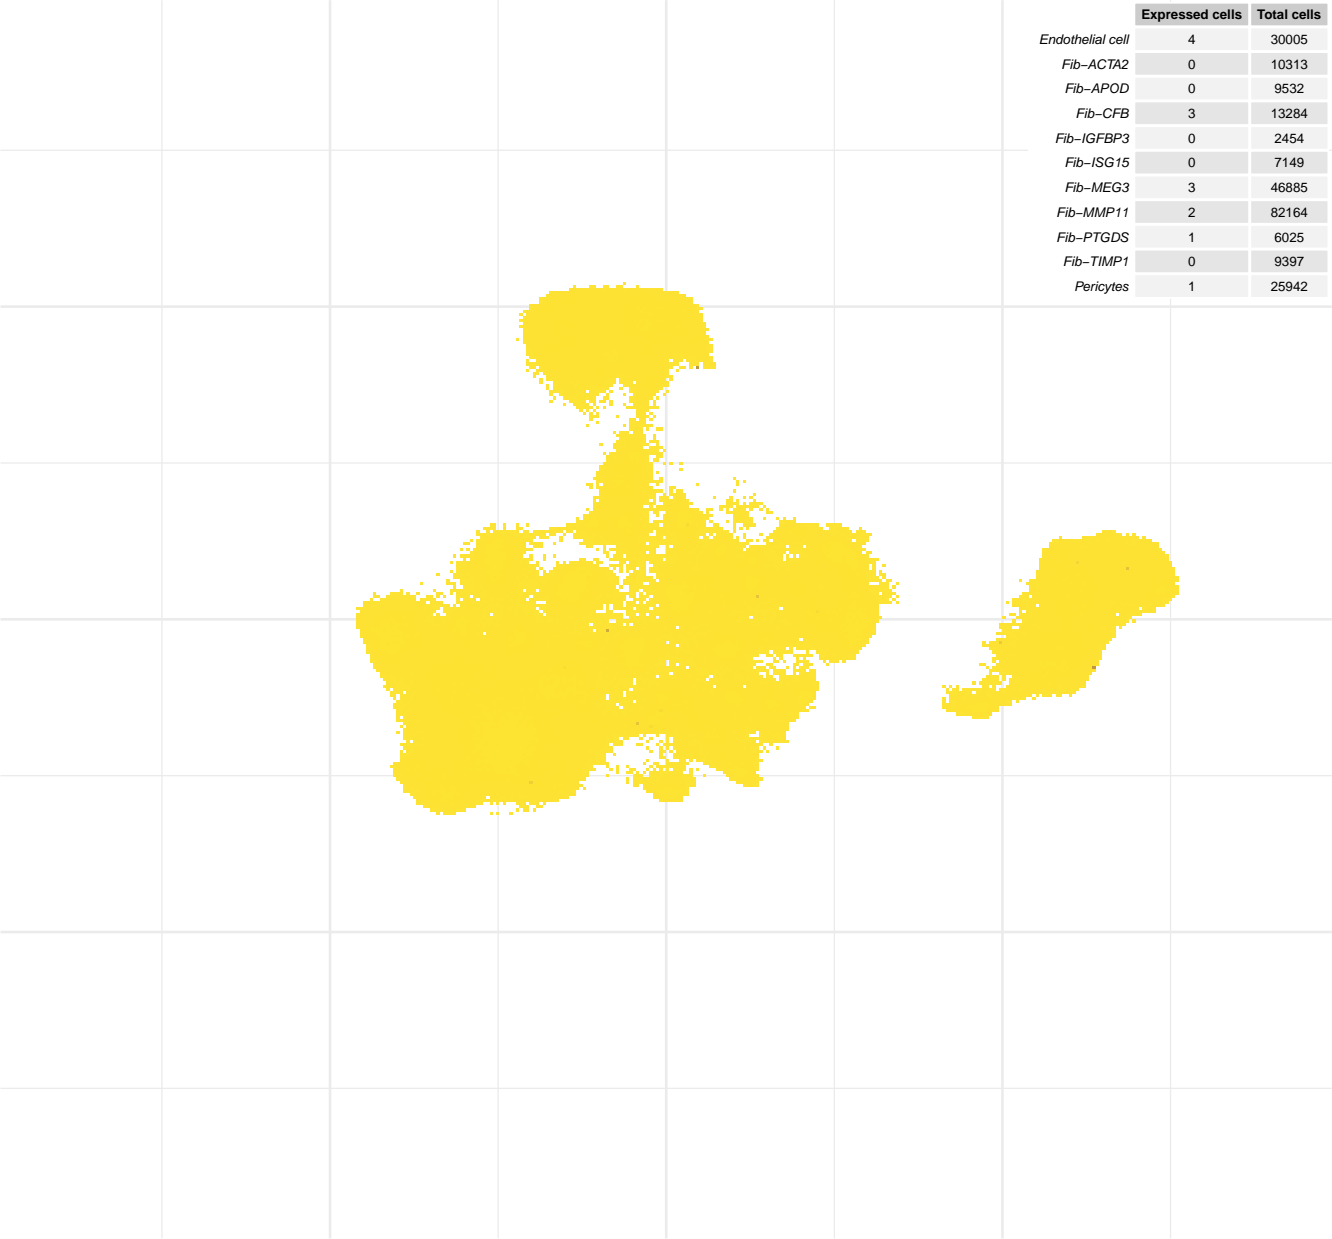 Expressed cells Total cells
Endothelial cell 4 30005
Fib−ACTA2 0 10313
Fib−APOD 0 9532
Fib−CFB 3 13284
Fib−IGFBP3 0 2454
Fib−ISG15 0 7149
Fib−MEG3 3 46885
Fib−MMP11 2 82164
Fib−PTGDS 1 6025
Fib−TIMP1 0 9397
Pericytes 1 25942